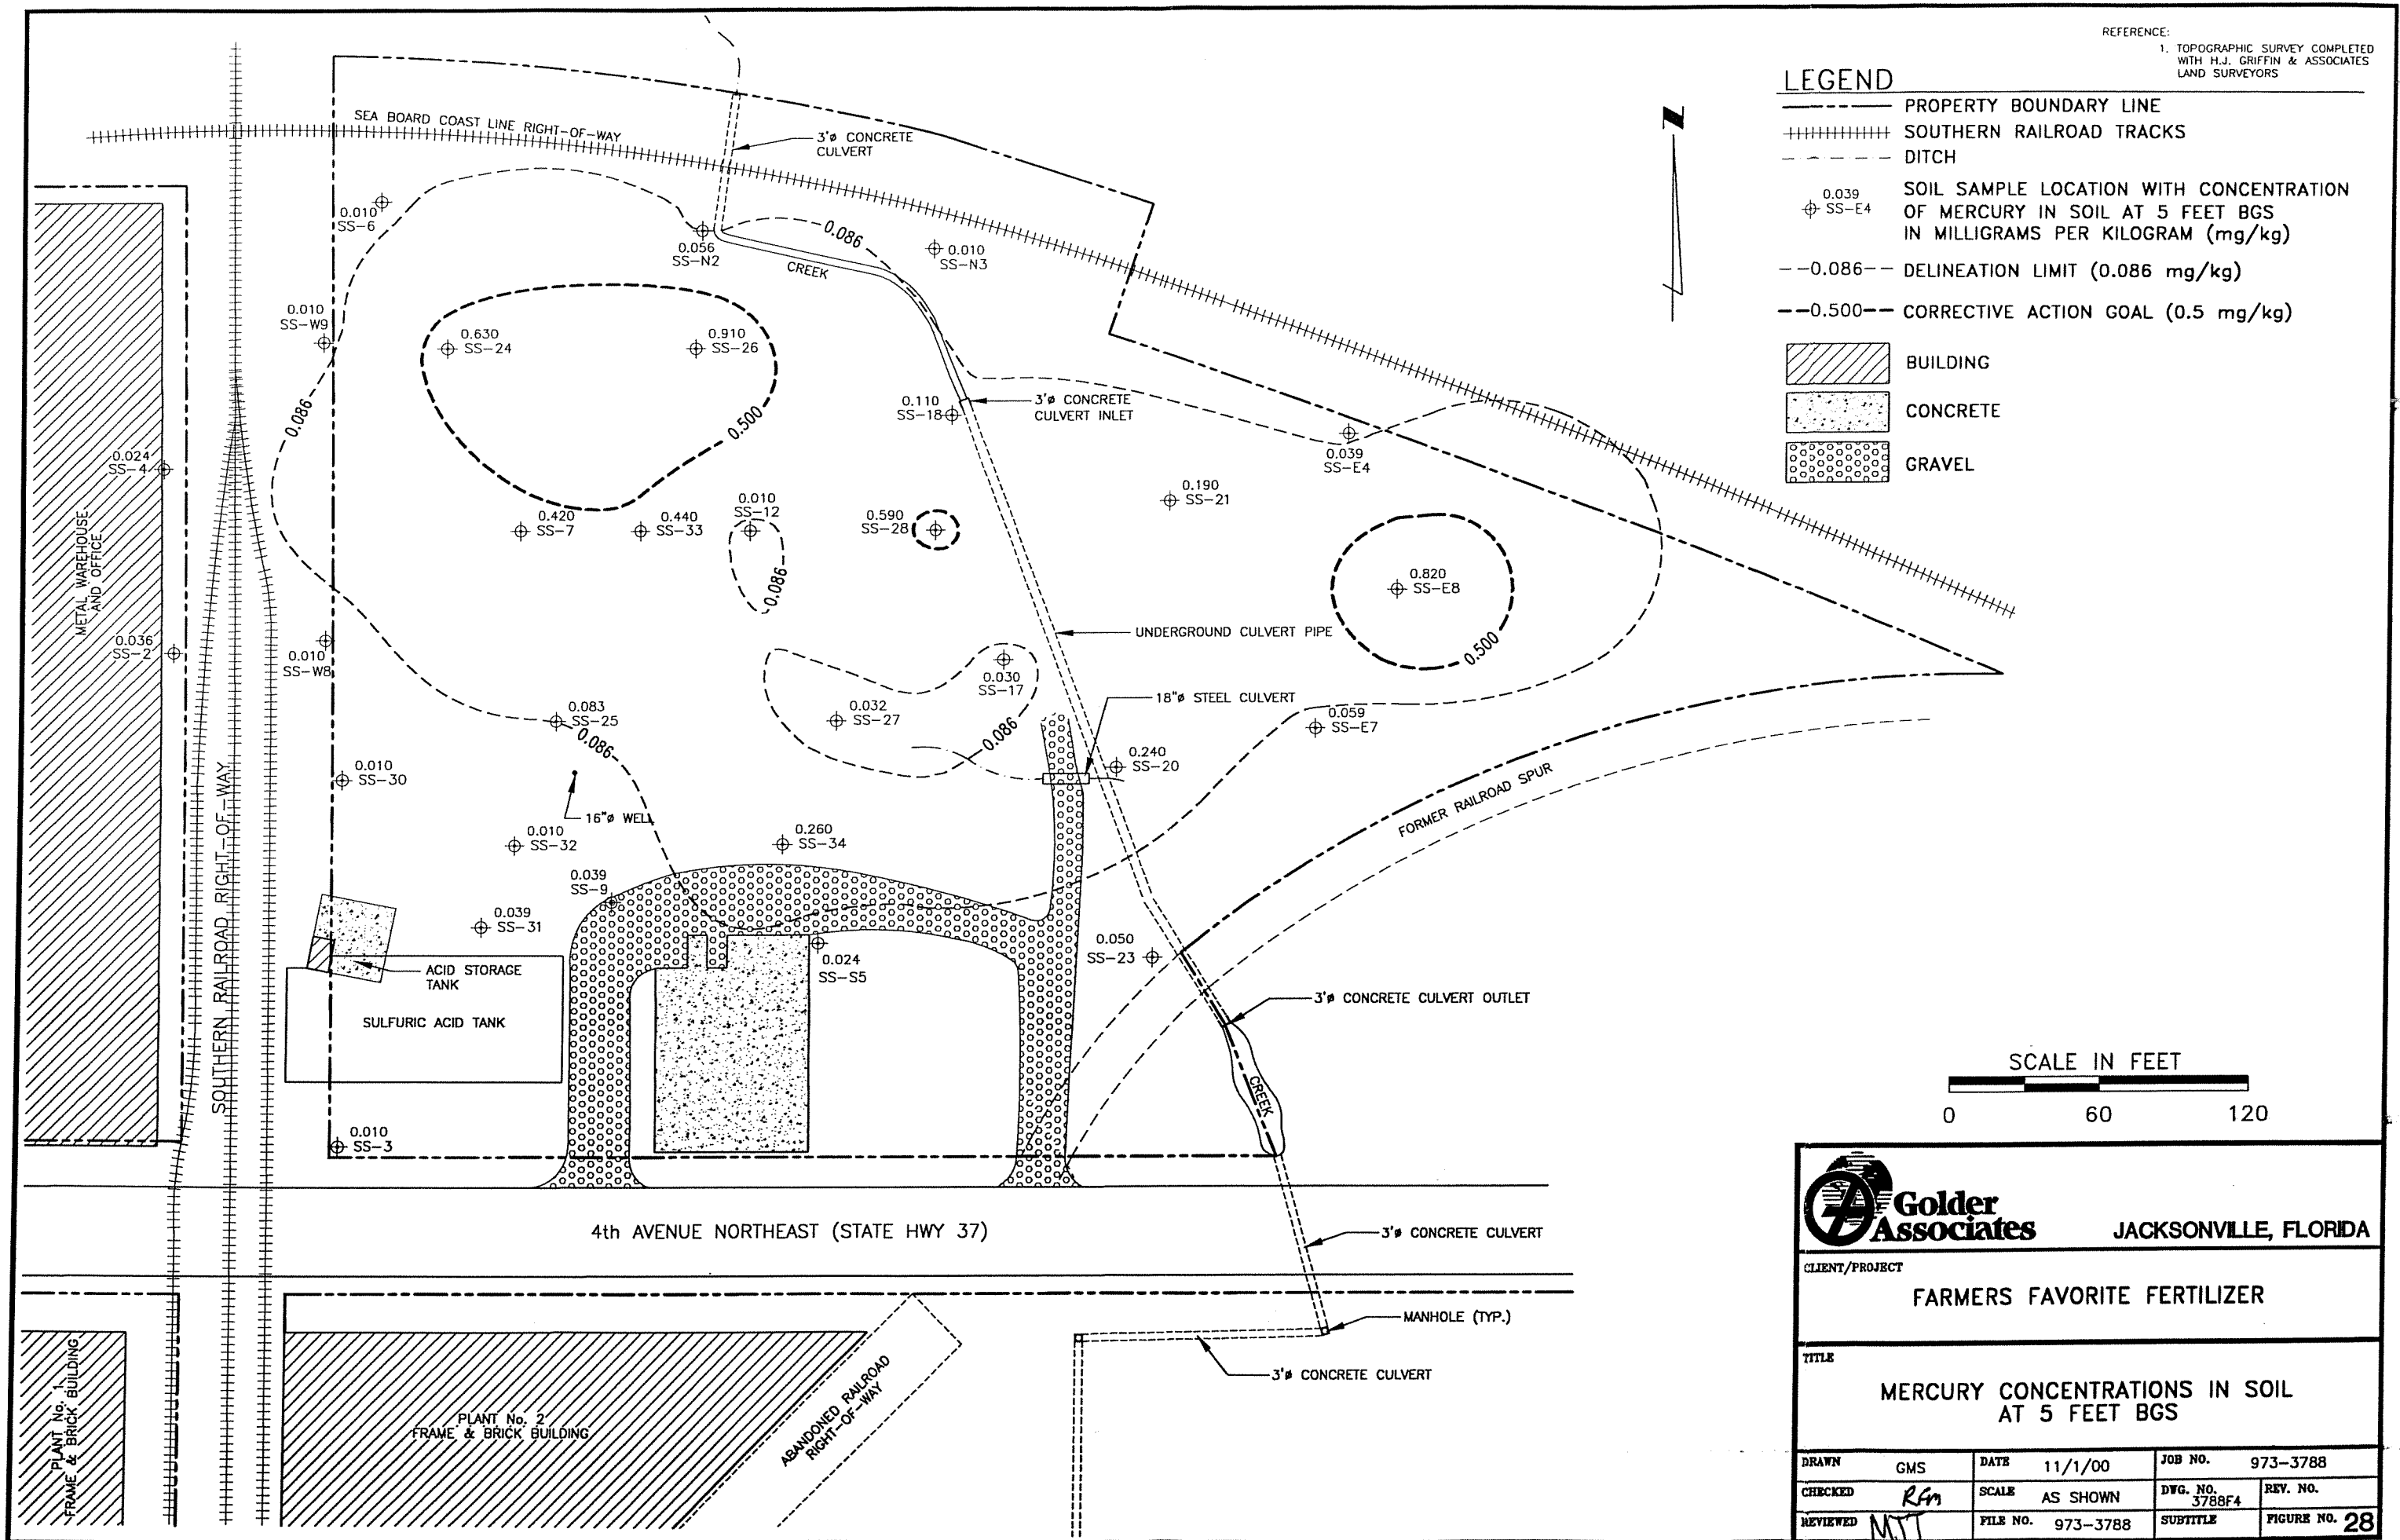 REFERENCE:
1. TOPOGRAPHIC SURVEY COMPLETED
WITH H.J. GRIFFIN & ASSOCIATES
LAND SURVEYORS
LEGEND
PROPERTY BOUNDARY LINE
SOUTHERN RAILROAD TRACKS
DITCH
0.039
SS-E4
SOIL SAMPLE LOCATION WITH CONCENTRATION
OF MERCURY IN SOIL AT 5 FEET BGS
IN MILLIGRAMS PER KILOGRAM (mg/kg)
--0.086-- DELINEATION LIMIT (0.086 mg/kg)
--0.500-- CORRECTIVE ACTION GOAL (0.5 mg/kg)
BUILDING
CONCRETE
GRAVEL
N
SEA BOARD COAST LINE RIGHT-OF-WAY
3'ø CONCRETE
CULVERT
0.010
SS-6
0.056
SS-N2
0.086
CREEK
0.010
SS-N3
0.010
SS-W9
0.630
SS-24
0.910
SS-26
0.086
0.500
0.110
SS-18
3'ø CONCRETE
CULVERT INLET
0.039
SS-E4
0.024
SS-4
0.420
SS-7
0.440
SS-33
0.010
SS-12
0.590
SS-28
0.190
SS-21
METAL WAREHOUSE
AND OFFICE
0.086
0.820
SS-E8
0.500
0.036
SS-2
0.010
SS-W8
UNDERGROUND CULVERT PIPE
0.030
SS-17
0.083
SS-25
0.086
0.032
SS-27
0.086
18"ø STEEL CULVERT
0.059
SS-E7
0.240
SS-20
0.010
SS-30
16"ø WELL
0.010
SS-32
0.260
SS-34
FORMER RAILROAD SPUR
0.039
SS-9
0.039
SS-31
0.024
SS-S5
0.050
SS-23
ACID STORAGE
TANK
SULFURIC ACID TANK
SOUTHERN RAILROAD RIGHT-OF-WAY
3'ø CONCRETE CULVERT OUTLET
CREEK
0.010
SS-3
SCALE IN FEET
0 60 120
4th AVENUE NORTHEAST (STATE HWY 37)
3'ø CONCRETE CULVERT
MANHOLE (TYP.)
3'ø CONCRETE CULVERT
PLANT No. 1
FRAME & BRICK BUILDING
PLANT No. 2
FRAME & BRICK BUILDING
ABANDONED RAILROAD
RIGHT-OF-WAY
Golder
Associates
JACKSONVILLE, FLORIDA
CLIENT/PROJECT
FARMERS FAVORITE FERTILIZER
TITLE
MERCURY CONCENTRATIONS IN SOIL
AT 5 FEET BGS
DRAWN GMS DATE 11/1/00 JOB NO. 973-3788
CHECKED RFM SCALE AS SHOWN DWG. NO. 3788F4 REV. NO.
REVIEWED MJT FILE NO. 973-3788 SUBTITLE FIGURE NO. 28